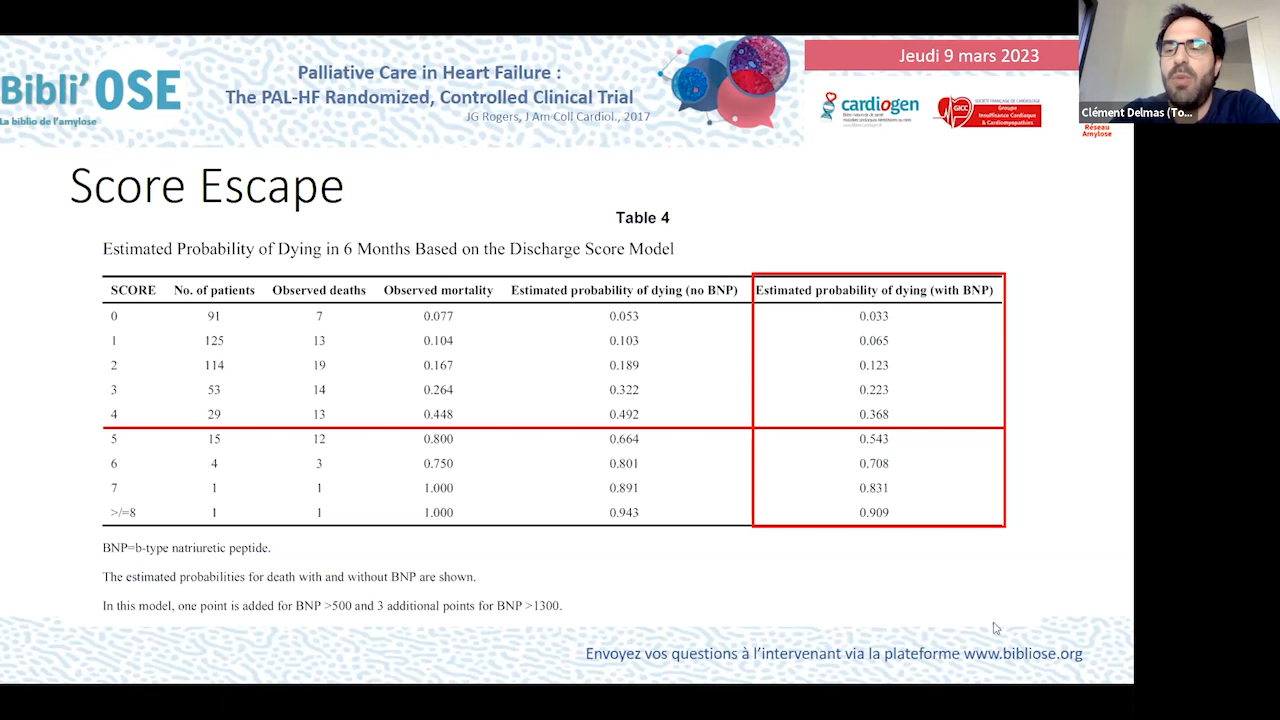 Bibli'OSE
La biblio de l'amylose
Palliative Care in Heart Failure :
The PAL-HF Randomized, Controlled Clinical Trial
JG Rogers, J Am Coll Cardiol., 2017
Jeudi 9 mars 2023
cardiogen
GICC
SOCIÉTÉ FRANÇAISE DE CARDIOLOGIE
Groupe
Insuffisance Cardiaque
& Cardiomyopathies
Réseau
Amylose
Clément Delmas (To...
Score Escape
Table 4
Estimated Probability of Dying in 6 Months Based on the Discharge Score Model
SCORE No. of patients Observed deaths Observed mortality Estimated probability of dying (no BNP) Estimated probability of dying (with BNP)
0 91 7 0.077 0.053 0.033
1 125 13 0.104 0.103 0.065
2 114 19 0.167 0.189 0.123
3 53 14 0.264 0.322 0.223
4 29 13 0.448 0.492 0.368
5 15 12 0.800 0.664 0.543
6 4 3 0.750 0.801 0.708
7 1 1 1.000 0.891 0.831
>/=8 1 1 1.000 0.943 0.909
BNP=b-type natriuretic peptide.
The estimated probabilities for death with and without BNP are shown.
In this model, one point is added for BNP >500 and 3 additional points for BNP >1300.
Envoyez vos questions à l'intervenant via la plateforme www.bibliose.org